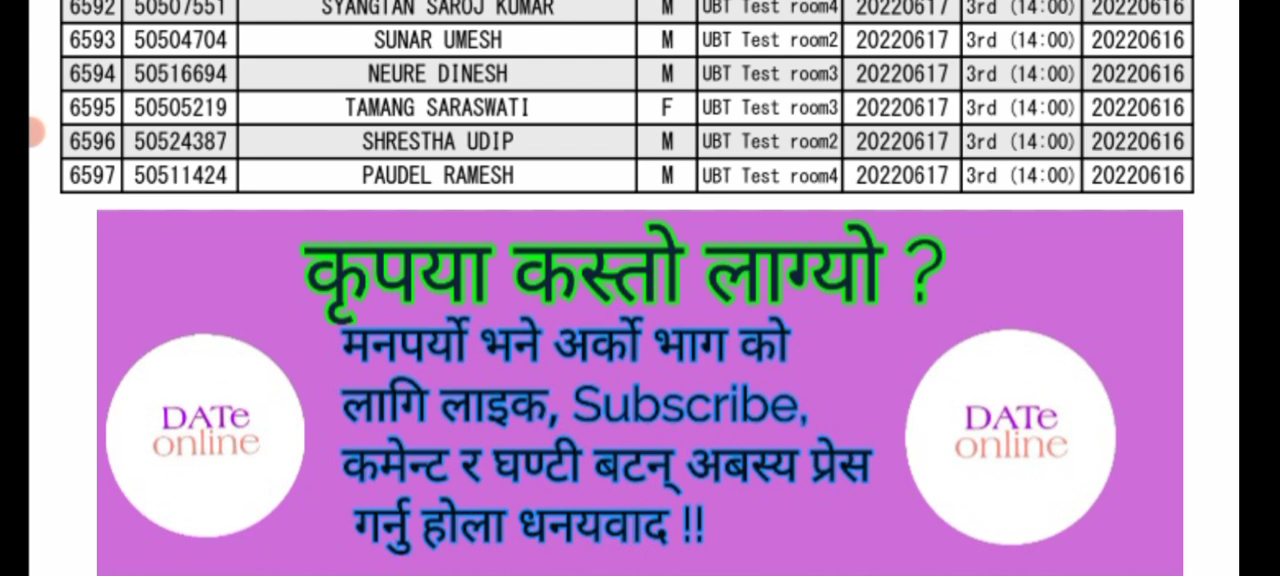 6592 50507551 SYANGTAN SAROJ KUMAR M UBT Test room4 20220617 3rd (14:00) 20220616
6593 50504704 SUNAR UMESH M UBT Test room2 20220617 3rd (14:00) 20220616
6594 50516694 NEURE DINESH M UBT Test room3 20220617 3rd (14:00) 20220616
6595 50505219 TAMANG SARASWATI F UBT Test room3 20220617 3rd (14:00) 20220616
6596 50524387 SHRESTHA UDIP M UBT Test room2 20220617 3rd (14:00) 20220616
6597 50511424 PAUDEL RAMESH M UBT Test room4 20220617 3rd (14:00) 20220616
कृपया कस्तो लाग्यो ?
मनपर्यो भने अर्को भाग को
लागि लाइक, Subscribe,
कमेन्ट र घण्टी बटन् अबस्य प्रेस
गर्नु होला धनयवाद !!
DATe
online
DATe
online